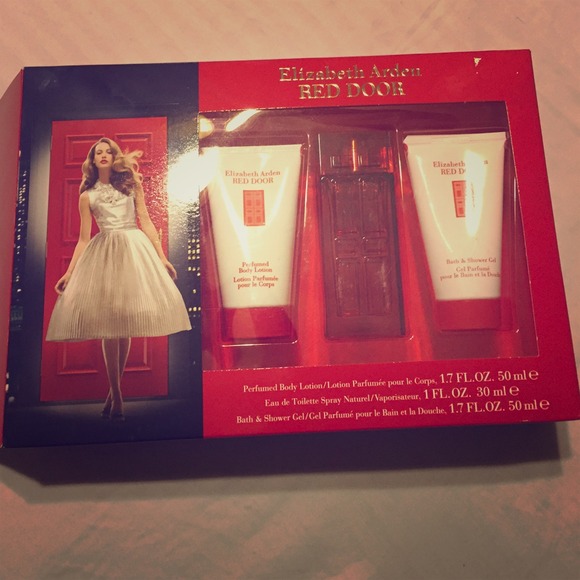 Elizabeth Arden
RED DOOR
Elizabeth Arden
RED DOOR
Perfumed
Body Lotion
Lotion Parfumée
pour le Corps
Elizabeth Arden
RED DOOR
Bath & Shower Gel
Gel Parfumé
pour le Bain et la Douche
Perfumed Body Lotion/Lotion Parfumée pour le Corps, 1.7 FL.OZ. 50 ml ℮
Eau de Toilette Spray Naturel/Vaporisateur, 1 FL.OZ. 30 ml ℮
Bath & Shower Gel/Gel Parfumé pour le Bain et la Douche, 1.7 FL.OZ. 50 ml ℮